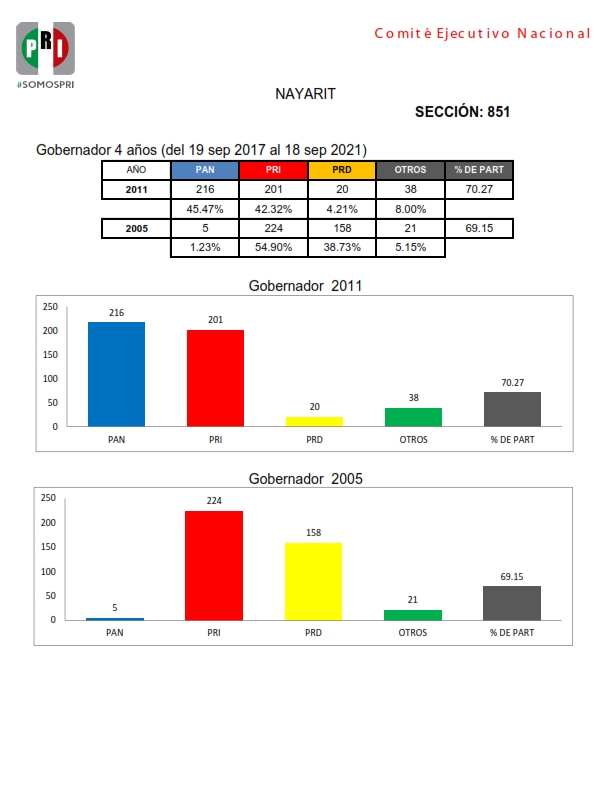 Comité Ejecutivo Nacional
PRI
#SOMOSPRI
NAYARIT
SECCIÓN: 851
Gobernador 4 años (del 19 sep 2017 al 18 sep 2021)
AÑO PAN PRI PRD OTROS % DE PART
2011 216 201 20 38 70.27
45.47% 42.32% 4.21% 8.00%
2005 5 224 158 21 69.15
1.23% 54.90% 38.73% 5.15%
Gobernador 2011
250
200
150
100
50
0
216
201
20
38
70.27
PAN PRI PRD OTROS % DE PART
Gobernador 2005
250
200
150
100
50
0
5
224
158
21
69.15
PAN PRI PRD OTROS % DE PART